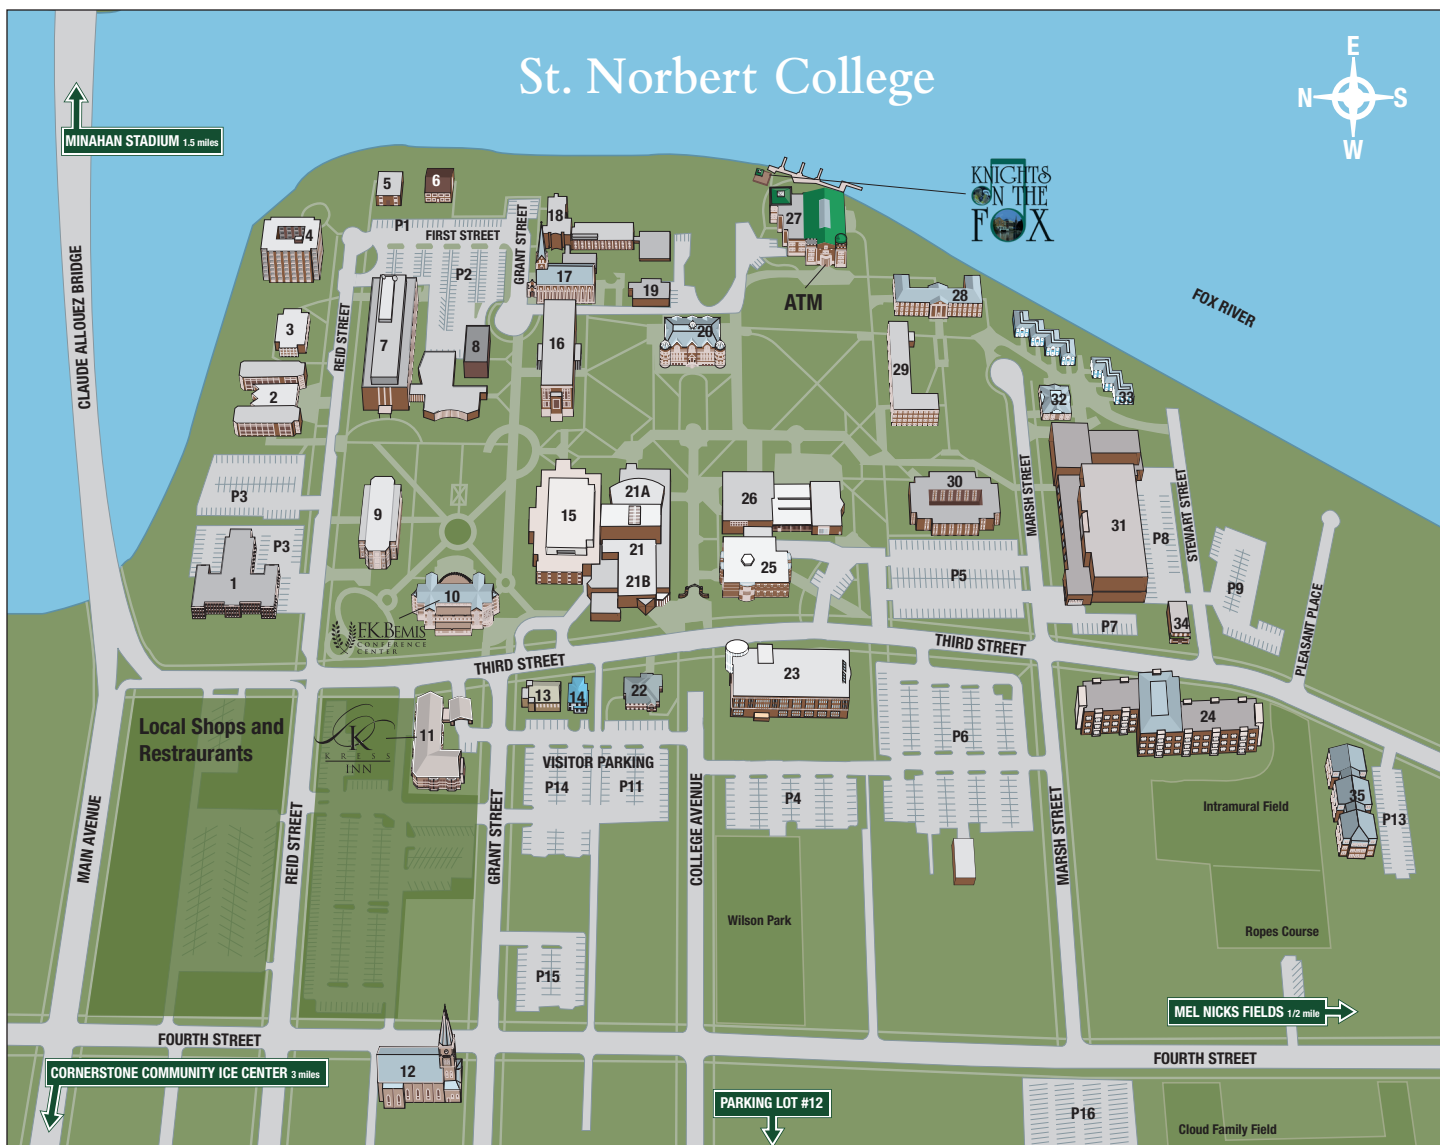 St. Norbert College
E
N S
W
MINAHAN STADIUM 1.5 miles
KNIGHTS
ON THE
FOX
CLAUDE ALLOUEZ BRIDGE
FOX RIVER
5
6
P1
FIRST STREET
GRANT STREET
18
27
ATM
4
P2
17
19
28
3
REID STREET
7
8
16
20
29
2
32
33
P3
9
15
21A
26
30
MARSH STREET
31
P8
STEWART STREET
P3
1
21
21B
25
P5
P9
10
F.K. BEMIS
CONFERENCE
CENTER
P7
34
PLEASANT PLACE
THIRD STREET
THIRD STREET
13
14
22
23
24
Local Shops and
Restraurants
K
KRESS
INN
11
VISITOR PARKING
P14
P11
P6
P4
Intramural Field
35
P13
MAIN AVENUE
REID STREET
GRANT STREET
COLLEGE AVENUE
MARSH STREET
Wilson Park
Ropes Course
P15
MEL NICKS FIELDS 1/2 mile
FOURTH STREET
FOURTH STREET
CORNERSTONE COMMUNITY ICE CENTER 3 miles
12
PARKING LOT #12
P16
Cloud Family Field